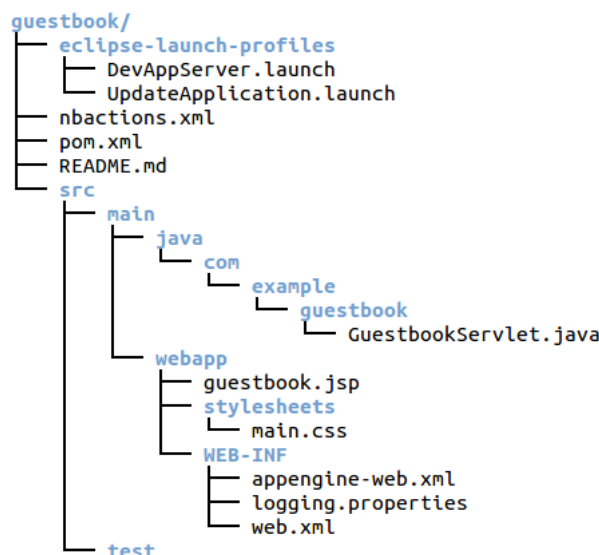 guestbook/
eclipse-launch-profiles
DevAppServer.launch
UpdateApplication.launch
nbactions.xml
pom.xml
README.md
src
main
java
com
example
guestbook
GuestbookServlet.java
webapp
guestbook.jsp
stylesheets
main.css
WEB-INF
appengine-web.xml
logging.properties
web.xml
test